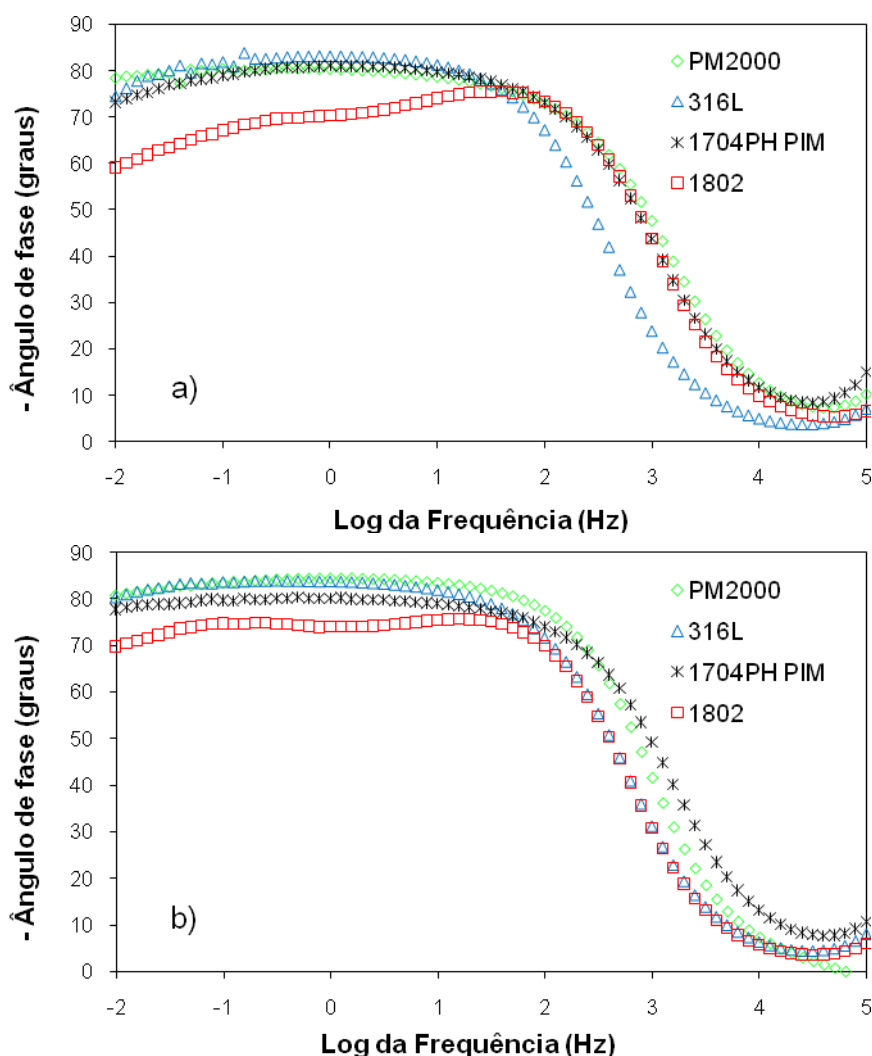 90
80
70
60
50
40
30
20
10
0
- Ângulo de fase (graus)
PM2000
316L
1704PH PIM
1802
a)
-2 -1 0 1 2 3 4 5
Log da Frequência (Hz)
90
80
70
60
50
40
30
20
10
0
- Ângulo de fase (graus)
PM2000
316L
1704PH PIM
1802
b)
-2 -1 0 1 2 3 4 5
Log da Frequência (Hz)